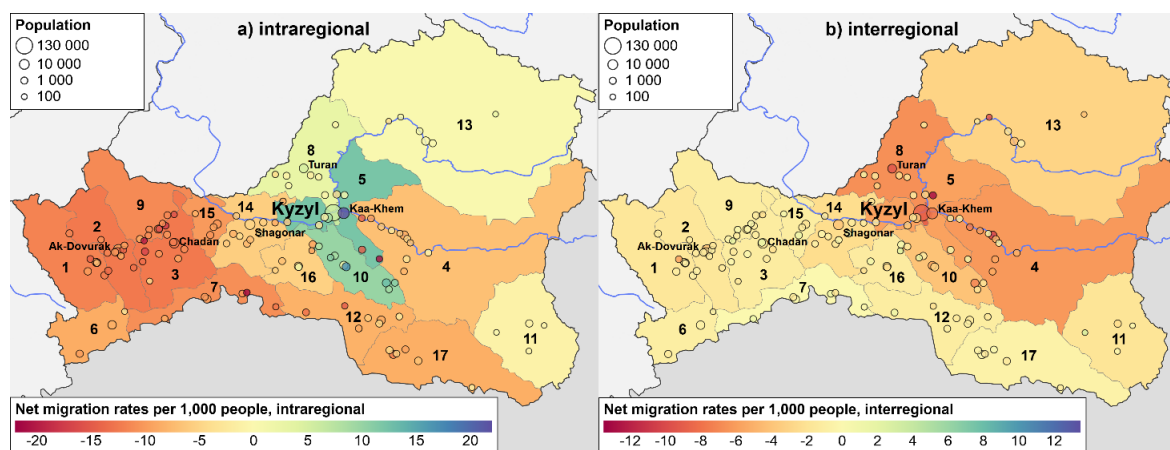 Population
130 000
10 000
1 000
100
a) intraregional
13
8
Turan
5
9
14
Kyzyl
Kaa-Khem
2
15
Shagonar
Ak-Dovurak
Chadan
1
3
16
10
4
7
12
6
11
17
Net migration rates per 1,000 people, intraregional
-20 -15 -10 -5 0 5 10 15 20
Population
130 000
10 000
1 000
100
b) interregional
13
8
Turan
5
9
14
Kyzyl
Kaa-Khem
2
15
Shagonar
Ak-Dovurak
Chadan
1
3
16
10
4
7
12
6
11
17
Net migration rates per 1,000 people, interregional
-12 -10 -8 -6 -4 -2 0 2 4 6 8 10 12